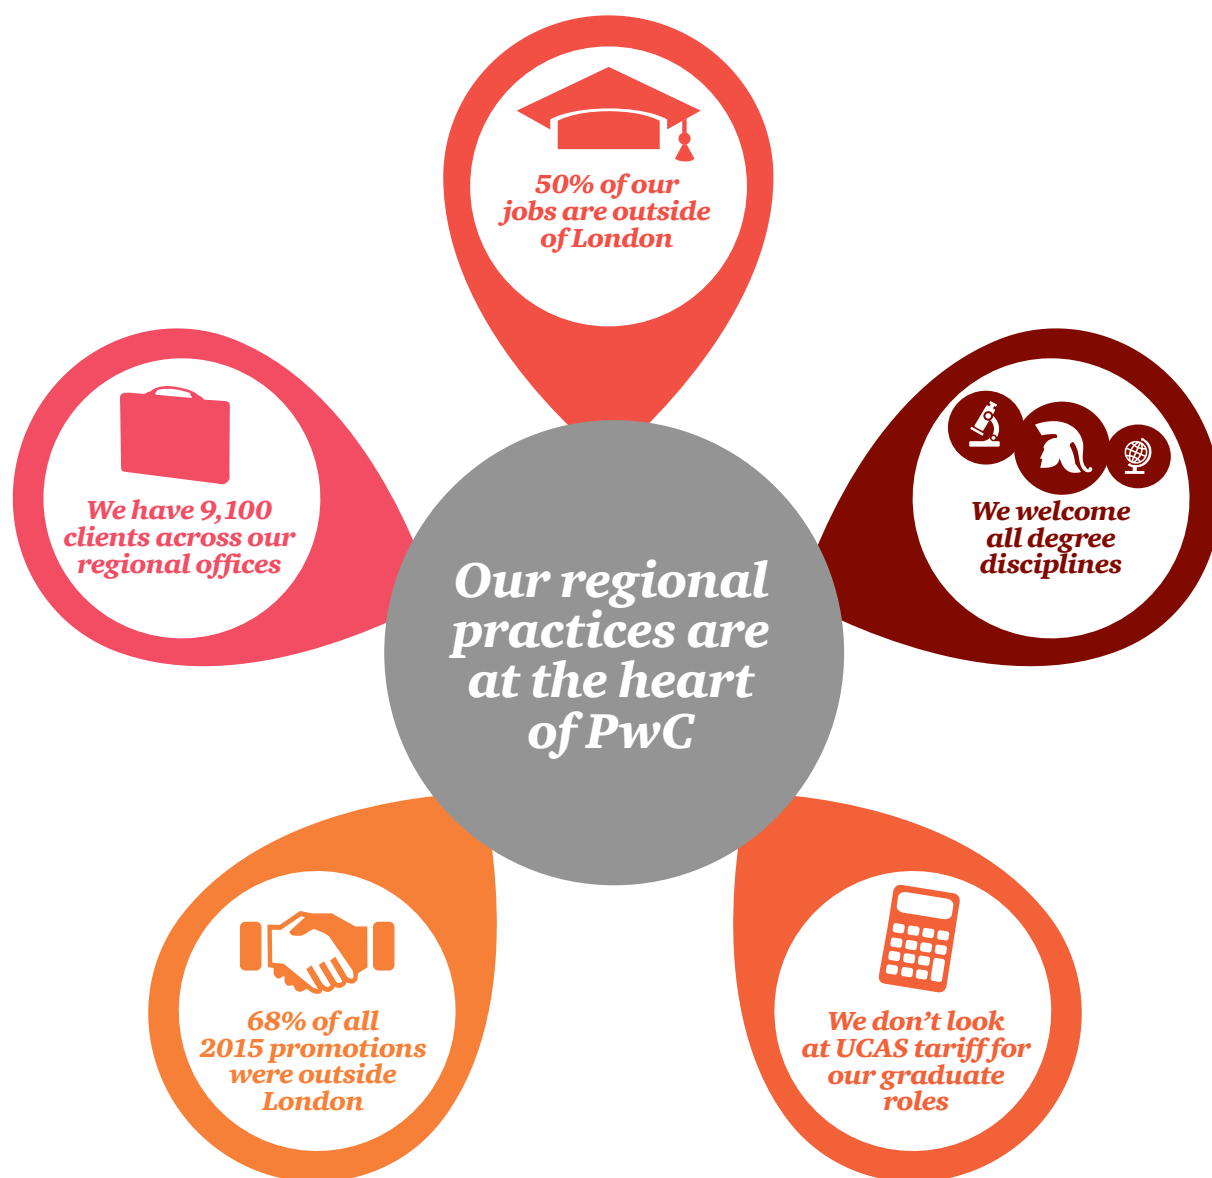 50% of our
jobs are outside
of London
We have 9,100
clients across our
regional offices
We welcome
all degree
disciplines
Our regional
practices are
at the heart
of PwC
68% of all
2015 promotions
were outside
London
We don’t look
at UCAS tariff for
our graduate
roles